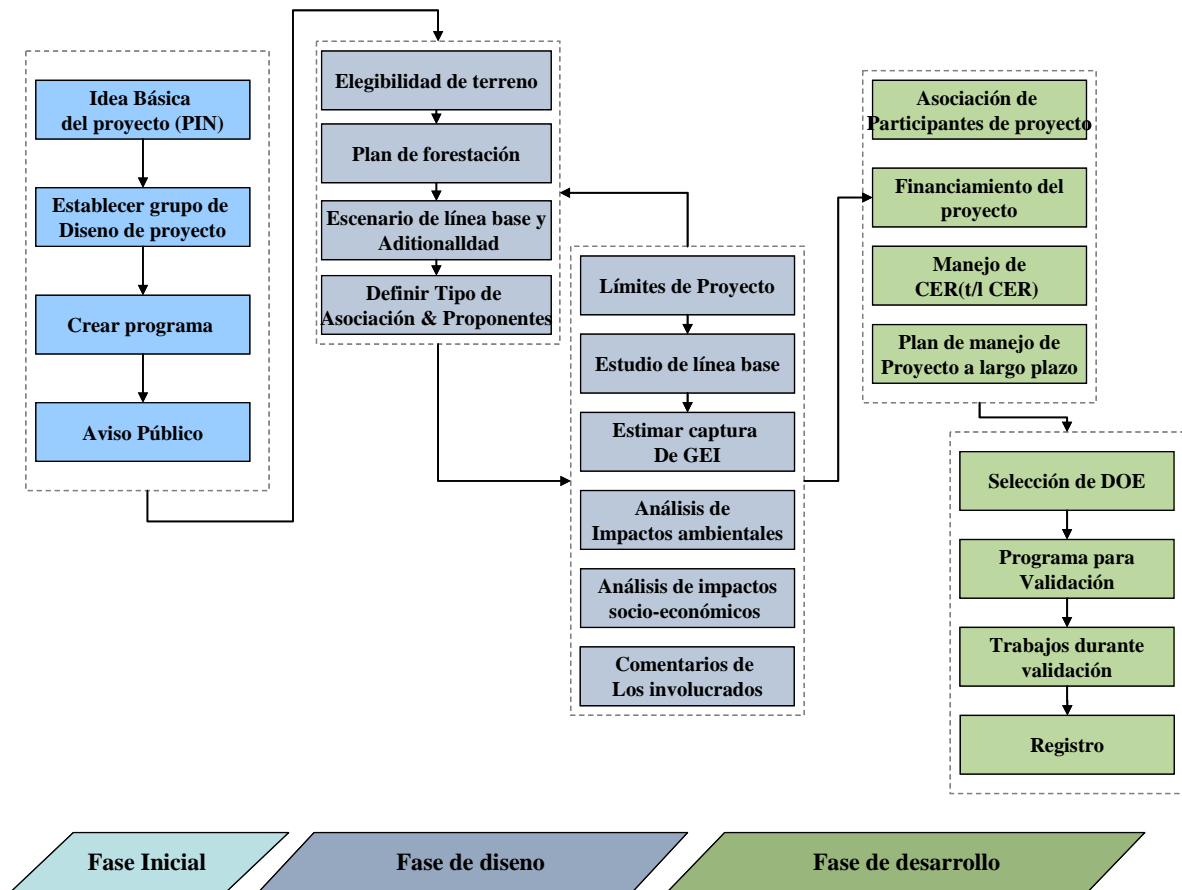 Idea Básica
del proyecto (PIN)
Establecer grupo de
Diseno de proyecto
Crear programa
Aviso Público
Elegibilidad de terreno
Plan de forestación
Escenario de línea base y
Aditionalldad
Definir Tipo de
Asociación & Proponentes
Límites de Proyecto
Estudio de línea base
Estimar captura
De GEI
Análisis de
Impactos ambientales
Análisis de impactos
socio-económicos
Comentarios de
Los involucrados
Asociación de
Participantes de proyecto
Financiamiento del
proyecto
Manejo de
CER(t/l CER)
Plan de manejo de
Proyecto a largo plazo
Selección de DOE
Programa para
Validación
Trabajos durante
validación
Registro
Fase Inicial
Fase de diseno
Fase de desarrollo